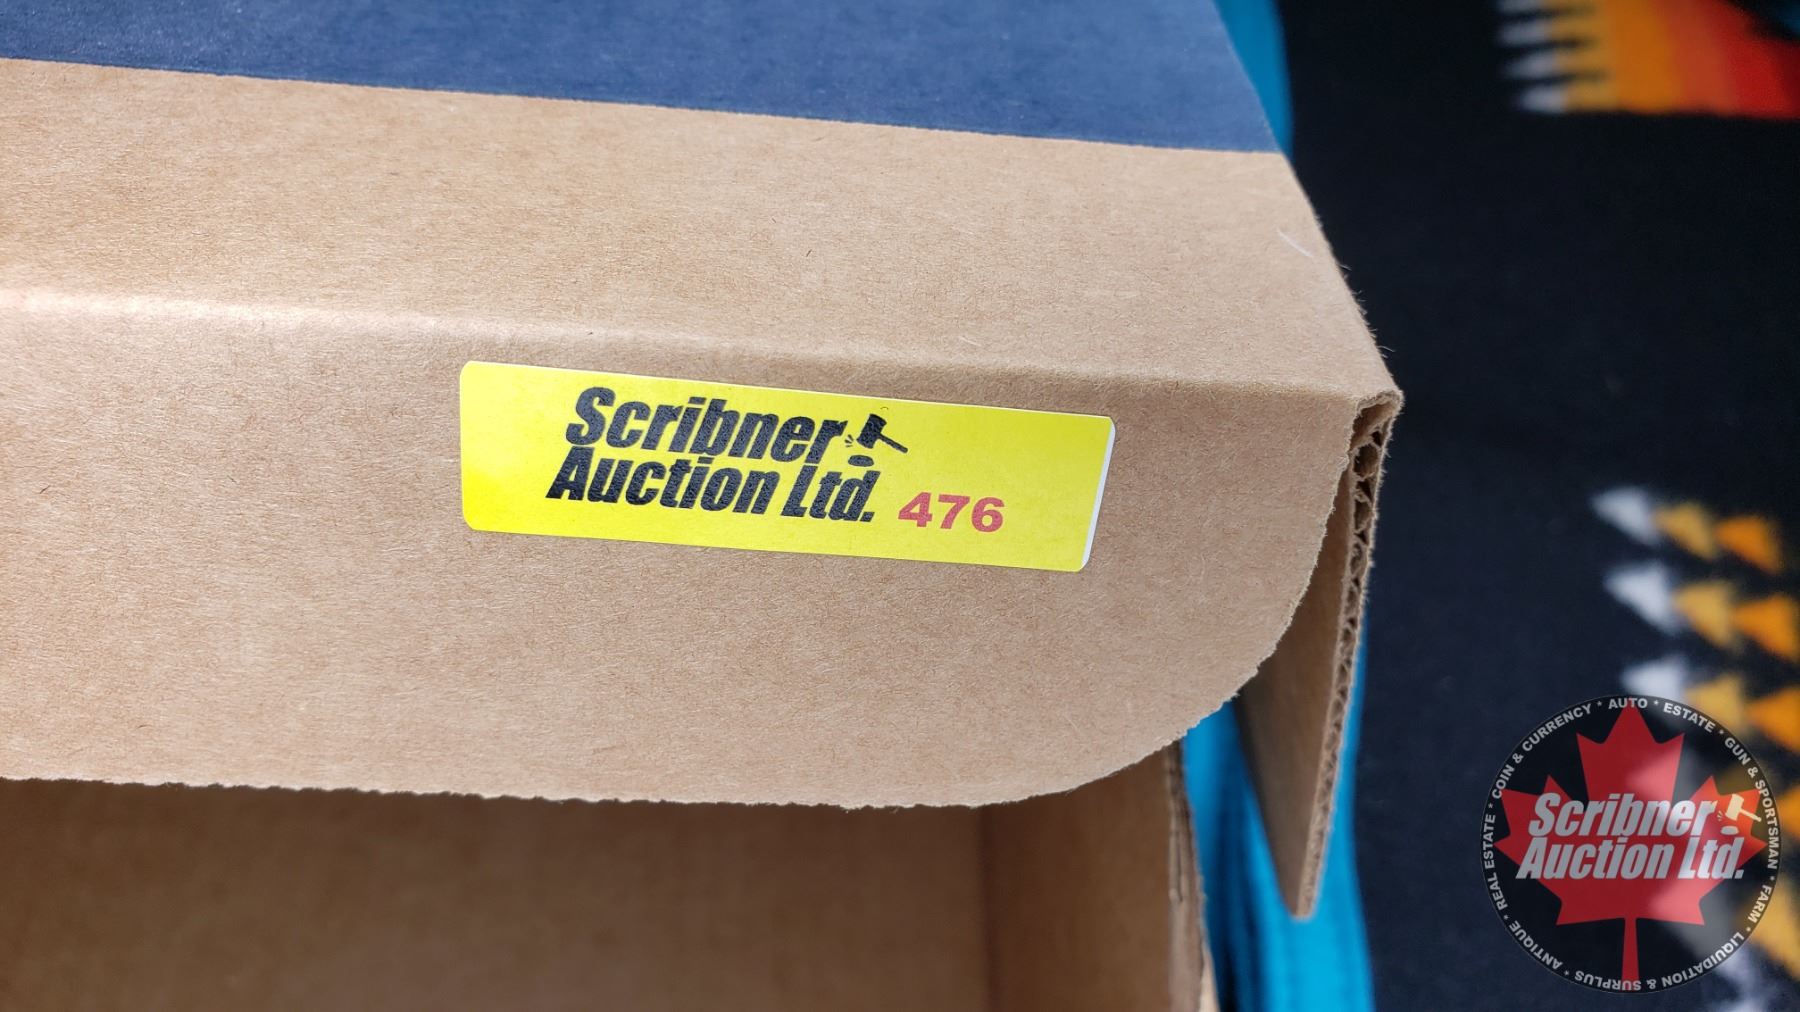 Scribner
Auction Ltd. 476
REAL ESTATE * COIN & CURRENCY * AUTO * ESTATE * GUN & SPORTSMAN * FARM * LIQUIDATION & SURPLUS * ANTIQUE *
Scribner
Auction Ltd.